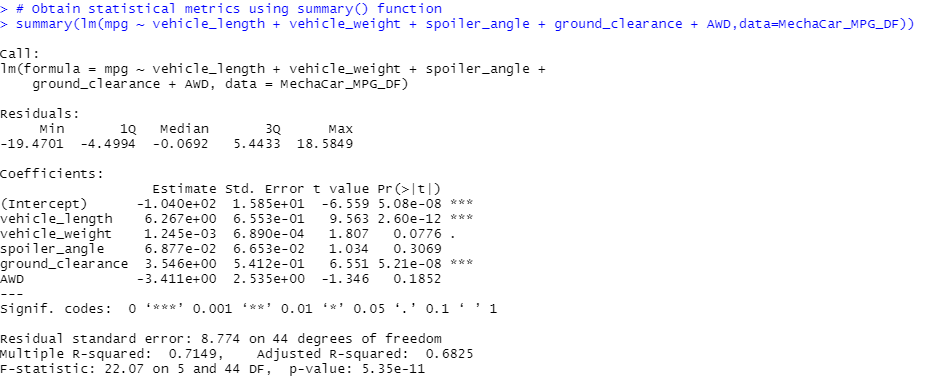 > # Obtain statistical metrics using summary() function
> summary(lm(mpg ~ vehicle_length + vehicle_weight + spoiler_angle + ground_clearance + AWD,data=MechaCar_MPG_DF))

Call:
lm(formula = mpg ~ vehicle_length + vehicle_weight + spoiler_angle +
    ground_clearance + AWD, data = MechaCar_MPG_DF)

Residuals:
     Min       1Q   Median       3Q      Max
-19.4701  -4.4994  -0.0692   5.4433  18.5849

Coefficients:
                   Estimate Std. Error t value Pr(>|t|)
(Intercept)      -1.040e+02  1.585e+01  -6.559 5.08e-08 ***
vehicle_length    6.267e+00  6.553e-01   9.563 2.60e-12 ***
vehicle_weight    1.245e-03  6.890e-04   1.807   0.0776 .
spoiler_angle     6.877e-02  6.653e-02   1.034   0.3069
ground_clearance  3.546e+00  5.412e-01   6.551 5.21e-08 ***
AWD              -3.411e+00  2.535e+00  -1.346   0.1852
---
Signif. codes:  0 ‘***’ 0.001 ‘**’ 0.01 ‘*’ 0.05 ‘.’ 0.1 ‘ ’ 1

Residual standard error: 8.774 on 44 degrees of freedom
Multiple R-squared:  0.7149,    Adjusted R-squared:  0.6825
F-statistic: 22.07 on 5 and 44 DF,  p-value: 5.35e-11